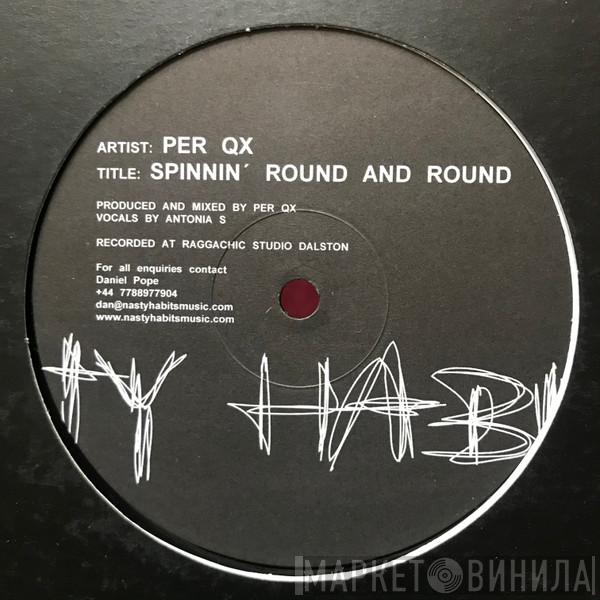 ARTIST: PER QX
TITLE: SPINNIN´ ROUND AND ROUND
PRODUCED AND MIXED BY PER QX
VOCALS BY ANTONIA S
RECORDED AT RAGGACHIC STUDIO DALSTON
For all enquiries contact
Daniel Pope
+44 7788977904
dan@nastyhabitsmusic.com
www.nastyhabitsmusic.com
TY HABI
МАРКЕТ ВИНИЛА